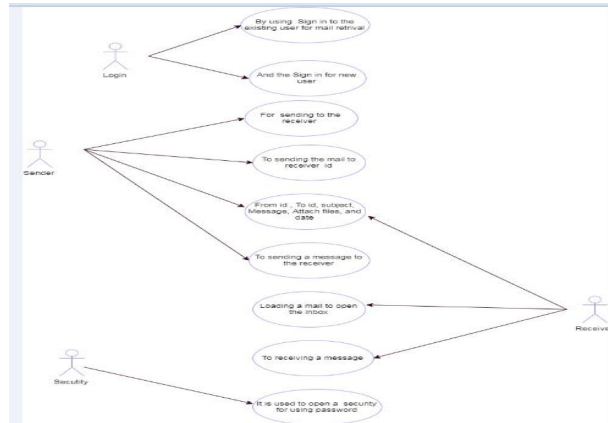 By using Sign in to the
existing user for mail retrival
Login
And the Sign in for new
user
For sending to the
receiver
Sender
To sending the mail to
receiver id
From id , To id, subject,
Message, Attach files, and
date
To sending a message to
the receiver
Loading a mail to open
the inbox
Receive
To receiving a message
Secutity
It is used to open a security
for using password